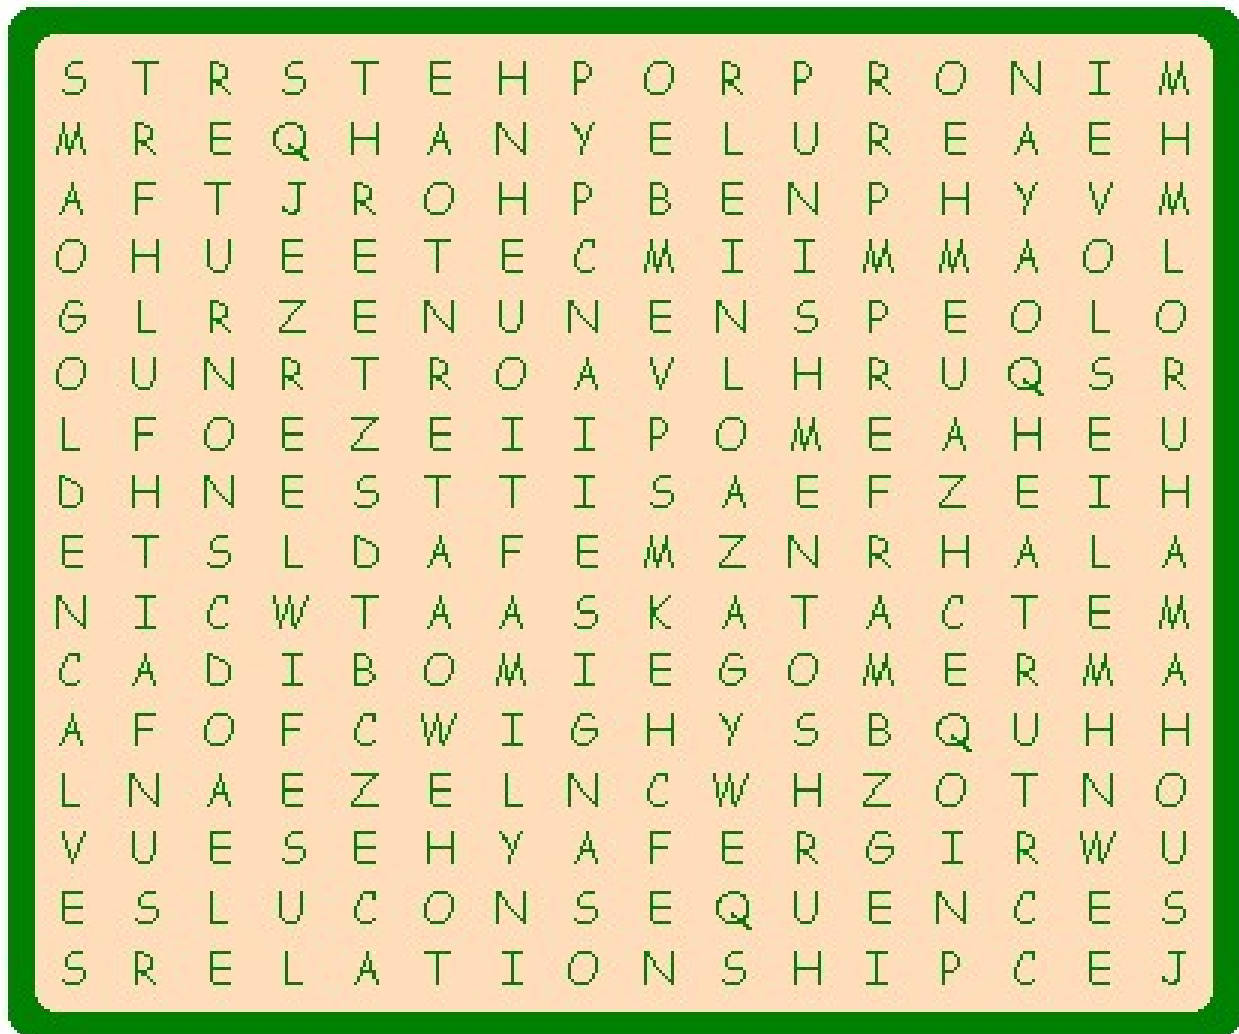 S T R S T E H P O R P R O N I M
M R E Q H A N Y E L U R E A E H
A F T J R O H P B E N P H Y V M
O H U E E T E C M I I M M A O L
G L R Z E N U N E N S P E O L O
O U N R T R O A V L H R U Q S R
L F O E Z E I I P O M E A H E U
D H N E S T T I S A E F Z E I H
E T S L D A F E M Z N R H A L A
N I C W T A A S K A T A C T E M
C A D I B O M I E G O M E R M A
A F O F C W I G H Y S B Q U H H
L N A E Z E L N C W H Z O T N O
V U E S E H Y A F E R G I R W U
E S L U C O N S E Q U E N C E S
S R E L A T I O N S H I P C E J